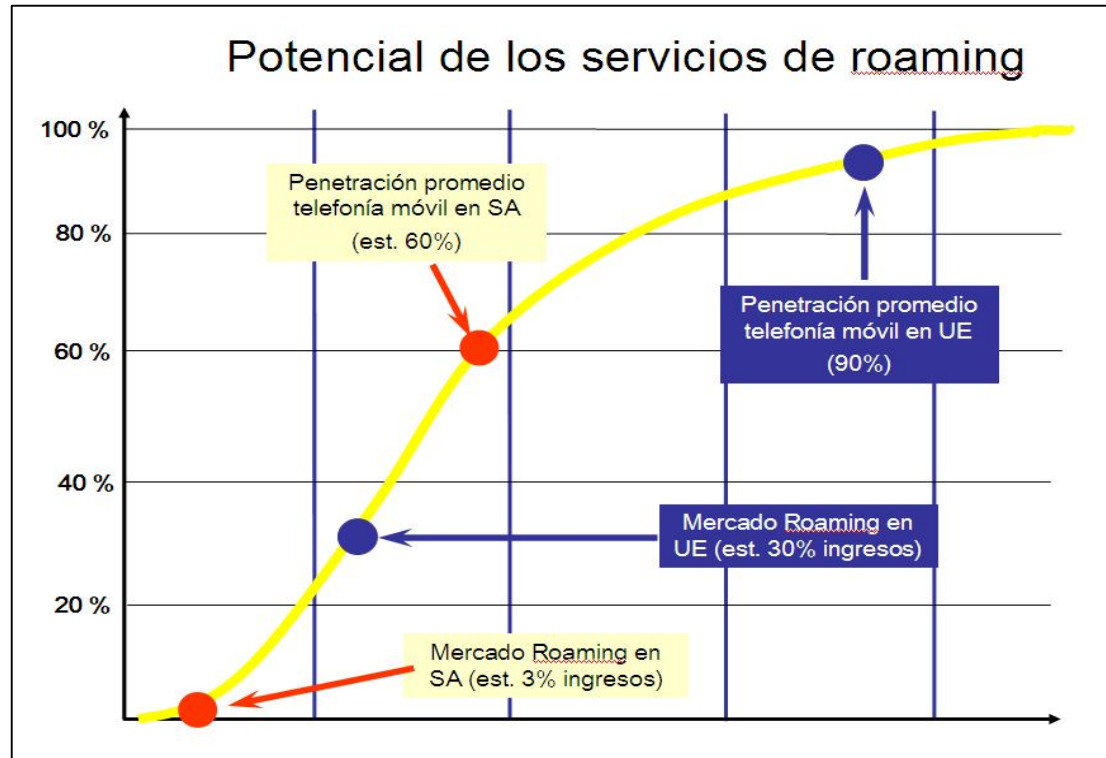 Potencial de los servicios de roaming
100 %
80 %
60 %
40 %
20 %
Penetración promedio
telefonía móvil en SA
(est. 60%)
Penetración promedio
telefonía móvil en UE
(90%)
Mercado Roaming en
UE (est. 30% ingresos)
Mercado Roaming en
SA (est. 3% ingresos)